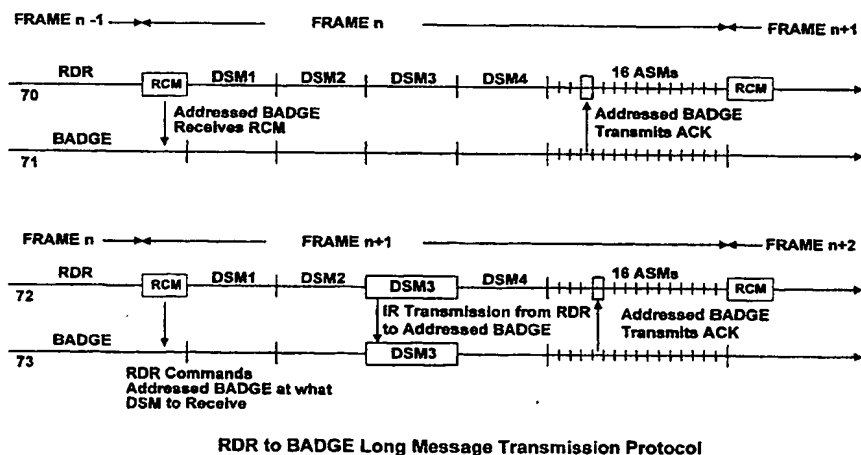 FRAME n -1 FRAME n FRAME n+1
RDR RCM DSM1 DSM2 DSM3 DSM4 16 ASMs RCM
70
Addressed BADGE
Receives RCM
Addressed BADGE
Transmits ACK
BADGE
71
FRAME n FRAME n+1 FRAME n+2
RDR RCM DSM1 DSM2 DSM3 DSM4 16 ASMs RCM
72
IR Transmission from RDR
to Addressed BADGE
Addressed BADGE
Transmits ACK
BADGE DSM3
73
RDR Commands
Addressed BADGE at what
DSM to Receive
RDR to BADGE Long Message Transmission Protocol